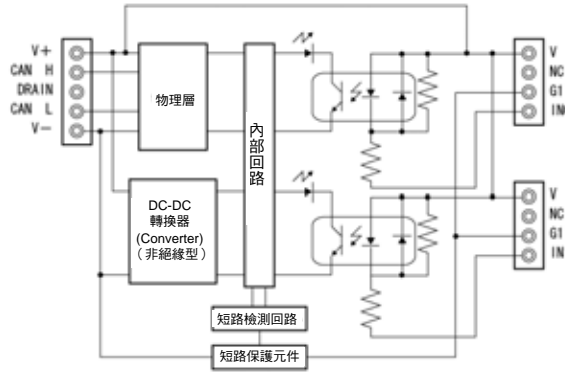 V+
CAN H
DRAIN
CAN L
V−
物理層
內部回路
DC-DC
轉換器
(Converter)
（非絕緣型）
短路檢測回路
短路保護元件
V
NC
G1
IN
V
NC
G1
IN